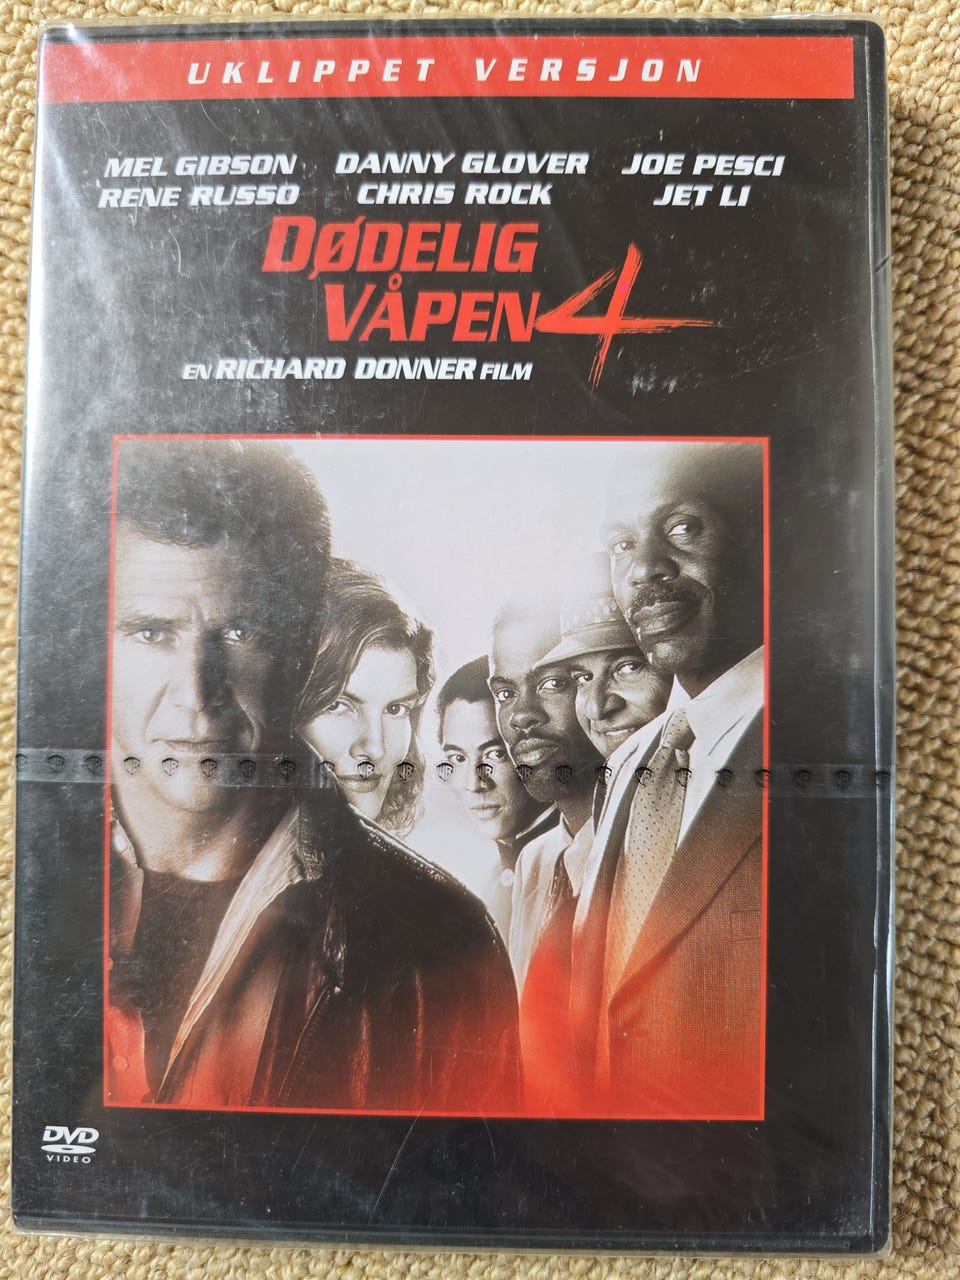 UKLIPPET VERSJON
MEL GIBSON DANNY GLOVER JOE PESCI
RENE RUSSO CHRIS ROCK JET LI
DØDELIG
VÅPEN 4
EN RICHARD DONNER FILM
DVD
VIDEO